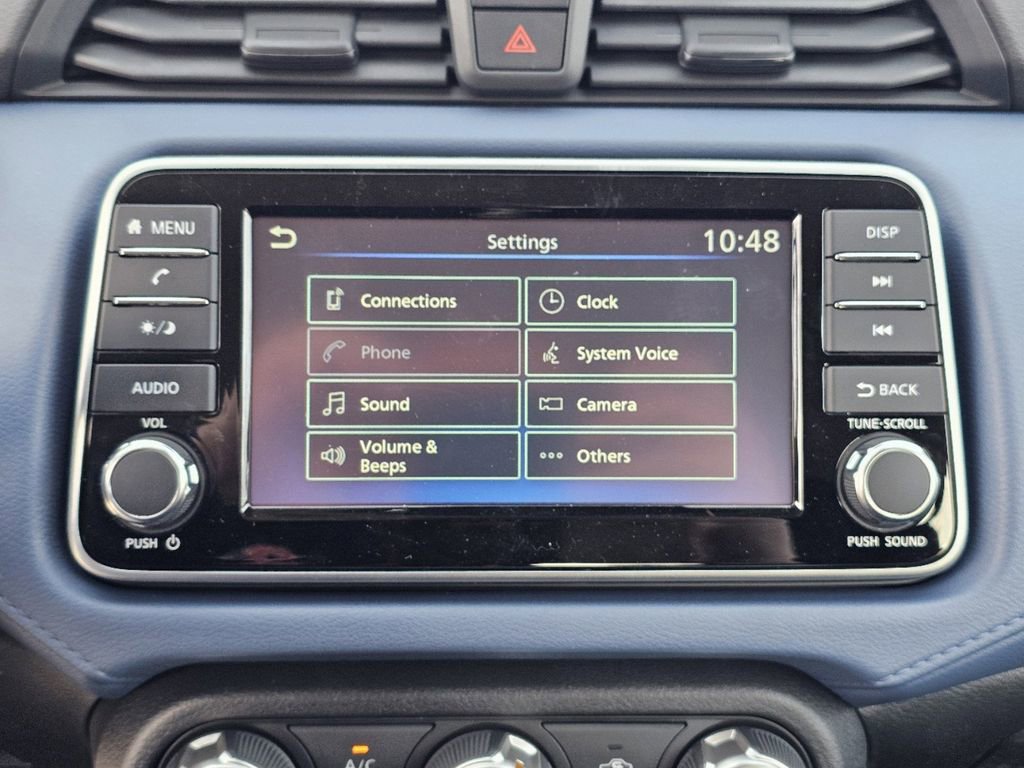 MENU
AUDIO
VOL
PUSH
Settings
10:48
Connections
Clock
Phone
System Voice
Sound
Camera
Volume &
Beeps
Others
DISP
BACK
TUNE·SCROLL
PUSH SOUND
A/C